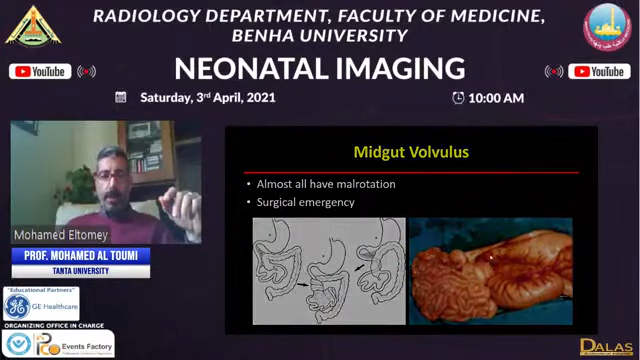 RADIOLOGY DEPARTMENT, FACULTY OF MEDICINE,
BENHA UNIVERSITY
YouTube
NEONATAL IMAGING
YouTube
Saturday, 3rd April, 2021
10:00 AM
Midgut Volvulus
• Almost all have malrotation
• Surgical emergency
Mohamed Eltomey
PROF. MOHAMED AL TOUMI
TANTA UNIVERSITY
"Educational Partners"
GE Healthcare
ORGANIZING OFFICE IN CHARGE
Events Factory
DALAS